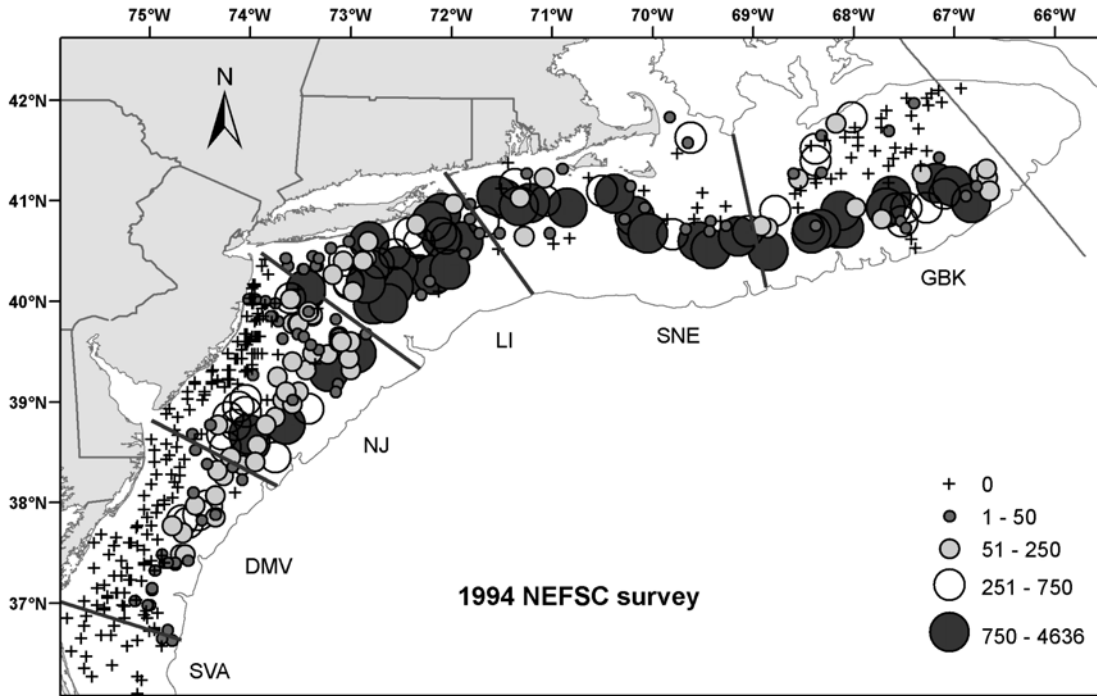 75°W 74°W 73°W 72°W 71°W 70°W 69°W 68°W 67°W 66°W
N
42°N
41°N
40°N
39°N
38°N
37°N
GBK
SNE
LI
NJ
DMV
SVA
1994 NEFSC survey
0
1 - 50
51 - 250
251 - 750
750 - 4636